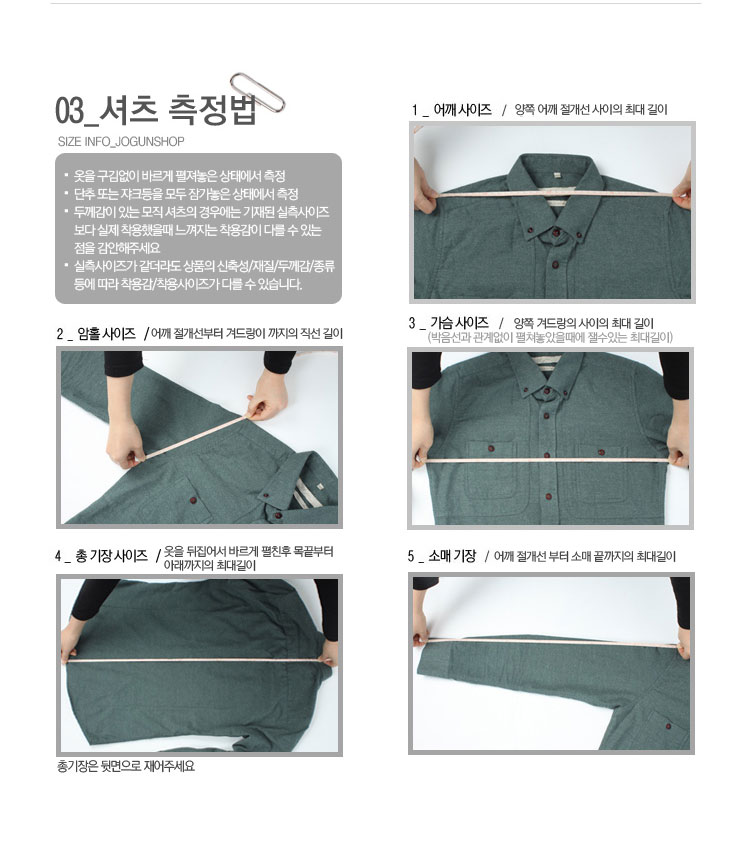 03_셔츠 측정법
SIZE INFO_JOGUNSHOP
• 옷을 구김없이 바르게 펼져놓은 상태에서 측정
• 단추 또는 쟈크등을 모두 잠가놓은 상태에서 측정
• 두께감이 있는 모직 셔츠의 경우에는 기재된 실측사이즈
보다 실제 착용했을때 느껴지는 착용감이 다를 수 있는
점을 감안해주세요
• 실측사이즈가 같더라도 상품의 신축성/재질/두께감/종류
등에 따라 착용감/착용사이즈가 다를 수 있습니다.
1 _ 어깨 사이즈 / 양쪽 어깨 절개선 사이의 최대 길이
2 _ 암홀 사이즈 / 어깨 절개선부터 겨드랑이 까지의 직선 길이
3 _ 가슴 사이즈 / 양쪽 겨드랑의 사이의 최대 길이
(박음선과 관계없이 펼쳐놓았을때에 잴수있는 최대길이)
4 _ 총 기장 사이즈 / 옷을 뒤집어서 바르게 펼친후 목끝부터
아래까지의 최대길이
5 _ 소매 기장 / 어깨 절개선 부터 소매 끝까지의 최대길이
총기장은 뒷면으로 재어주세요